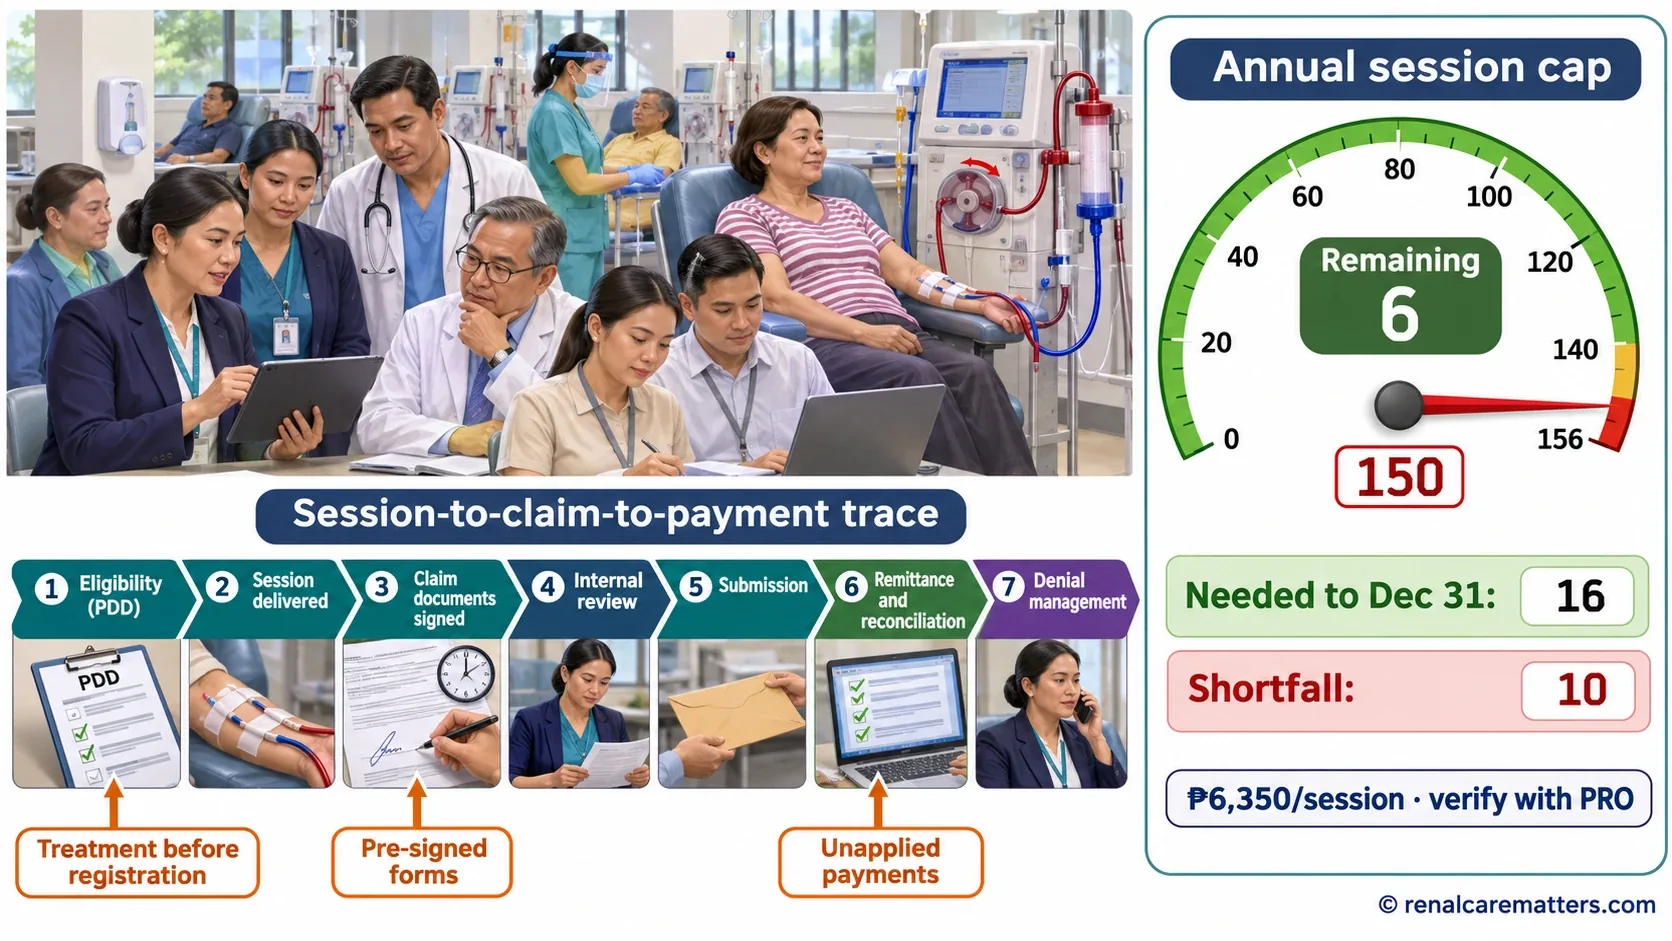 Annual session cap
0
20
40
60
80
100
120
140
156
Remaining
6
150
Needed to Dec 31: 16
Shortfall: 10
₱6,350/session · verify with PRO
Session-to-claim-to-payment trace
1 Eligibility
(PDD)
2 Session
delivered
3 Claim
documents
signed
4 Internal
review
5 Submission
6 Remittance
and
reconciliation
7 Denial
management
PDD
Treatment before
registration
Pre-signed
forms
Unapplied
payments
© renalcarematters.com